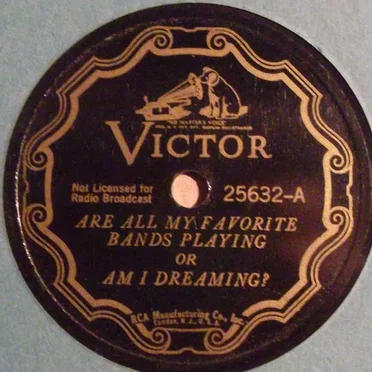 "HIS MASTER'S VOICE"
VICTOR
Not Licensed for
Radio Broadcast
25632-A
ARE ALL MY FAVORITE
BANDS PLAYING
OR
AM I DREAMING?
RCA Manufacturing Co., Inc.
Camden, N. J., U. S. A.